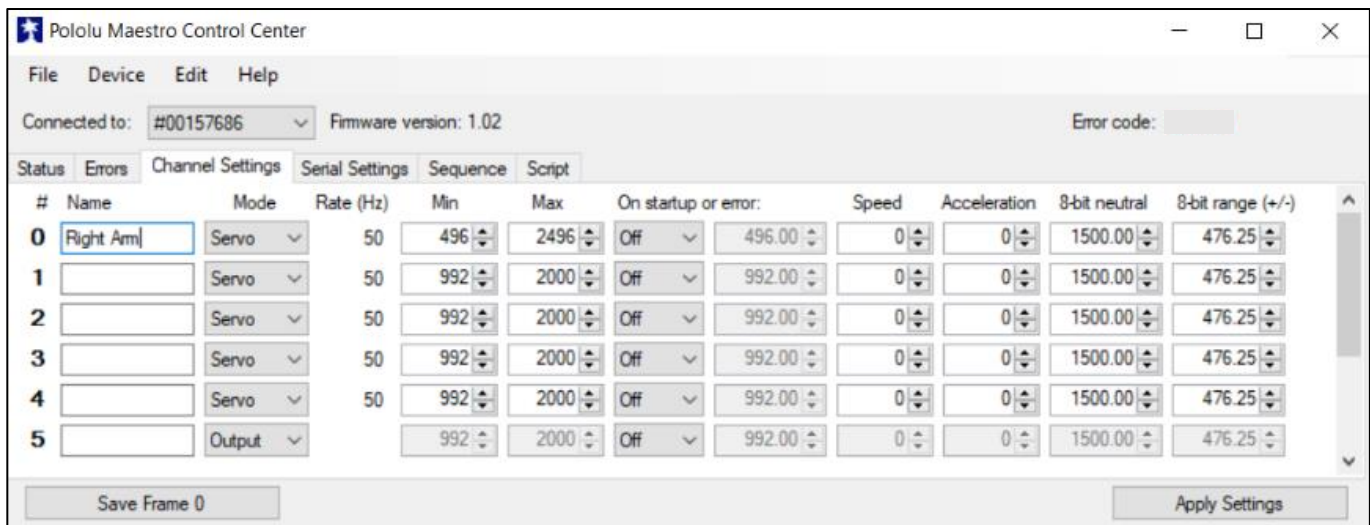 Pololu Maestro Control Center
File Device Edit Help
Connected to: #00157686 Firmware version: 1.02 Error code:
Status Errors Channel Settings Serial Settings Sequence Script
# Name Mode Rate (Hz) Min Max On startup or error: Speed Acceleration 8-bit neutral 8-bit range (+/-)
0 Right Arm Servo 50 496 2496 Off 496.00 0 0 1500.00 476.25
1 Servo 50 992 2000 Off 992.00 0 0 1500.00 476.25
2 Servo 50 992 2000 Off 992.00 0 0 1500.00 476.25
3 Servo 50 992 2000 Off 992.00 0 0 1500.00 476.25
4 Servo 50 992 2000 Off 992.00 0 0 1500.00 476.25
5 Output 992 2000 Off 992.00 0 0 1500.00 476.25
Save Frame 0 Apply Settings